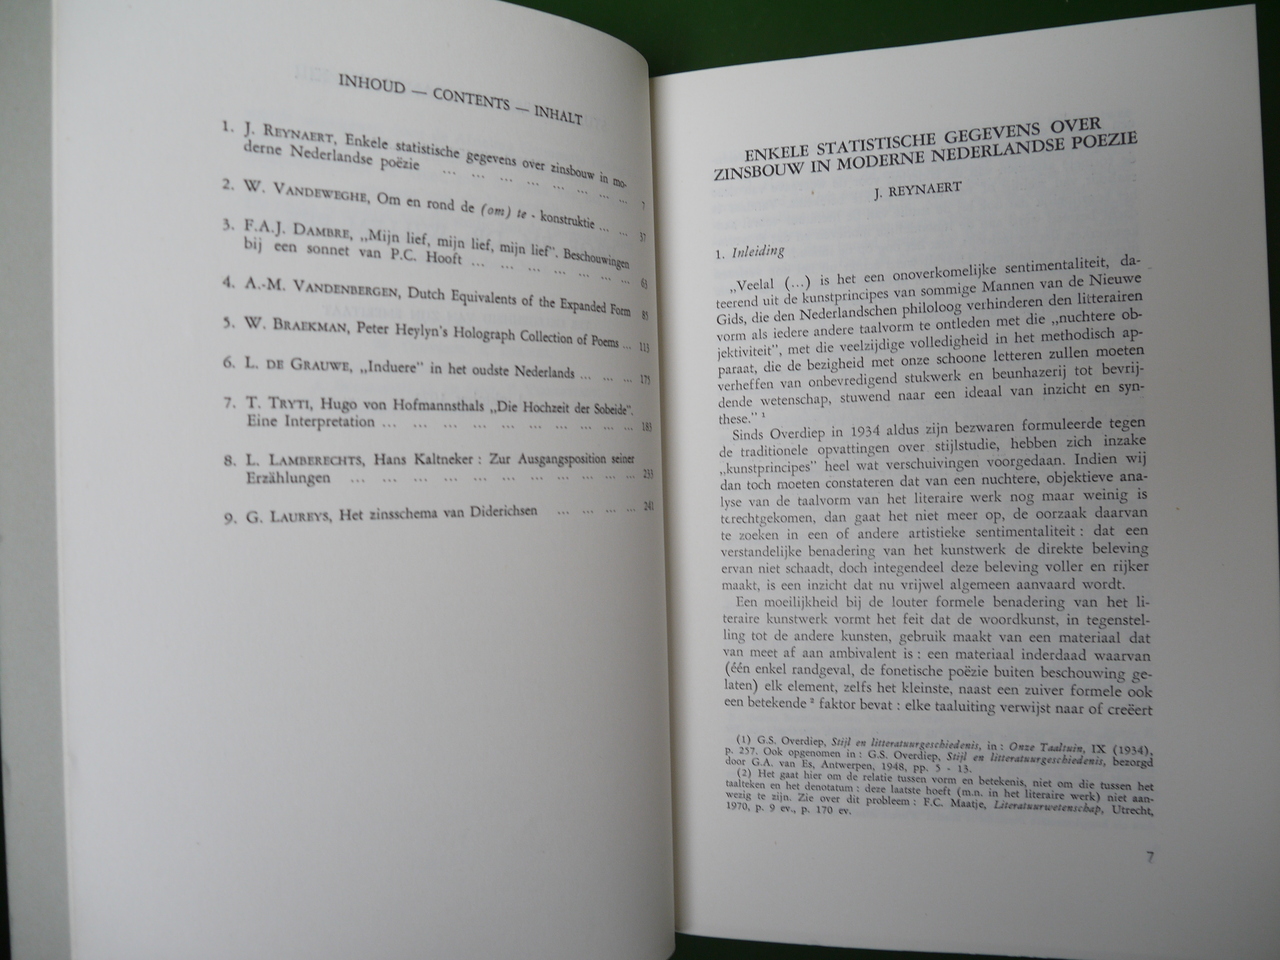 INHOUD — CONTENTS — INHALT
1. J. REYNAERT, Enkele statistische gegevens over zinsbouw in mo-
derne Nederlandse poëzie ... ... ... ... ... ... ... 7
2. W. VANDEWEGHE, Om en rond de (om) te - konstruktie ... ... 37
3. F.A.J. DAMBRE, „Mijn lief, mijn lief, mijn lief". Beschouwingen
bij een sonnet van P.C. Hooft ... ... ... ... ... ... 63
4. A.-M. VANDENBERGEN, Dutch Equivalents of the Expanded Form 85
5. W. BRAEKMAN, Peter Heylyn's Holograph Collection of Poems ... 113
6. L. DE GRAUWE, „Induere" in het oudste Nederlands ... ... ... 175
7. T. TRYTI, Hugo von Hofmannsthals „Die Hochzeit der Sobeide".
Eine Interpretation ... ... ... ... ... ... ... ... ... 183
8. L. LAMBERECHTS, Hans Kaltneker : Zur Ausgangsposition seiner
Erzählungen ... ... ... ... ... ... ... ... ... ... 233
9. G. LAUREYS, Het zinsschema van Diderichsen ... ... ... ... 241
ENKELE STATISTISCHE GEGEVENS OVER
ZINSBOUW IN MODERNE NEDERLANDSE POEZIE
J. REYNAERT
1. Inleiding
„Veelal (...) is het een onoverkomelijke sentimentaliteit, da-
teerend uit de kunstprincipes van sommige Mannen van de Nieuwe
Gids, die den Nederlandschen philoloog verhinderen den litterairen
vorm als iedere andere taalvorm te ontleden met die „nuchtere ob-
jektiviteit", met die veelzijdige volledigheid in het methodisch ap-
paraat, die de bezigheid met onze schoone letteren zullen moeten
verheffen van onbevredigend stukwerk en beunhazerij tot bevrij-
dende wetenschap, stuwend naar een ideaal van inzicht en syn-
these." 1
Sinds Overdiep in 1934 aldus zijn bezwaren formuleerde tegen
de traditionele opvattingen over stijlstudie, hebben zich inzake
„kunstprincipes" heel wat verschuivingen voorgedaan. Indien wij
dan toch moeten constateren dat van een nuchtere, objektieve ana-
lyse van de taalvorm van het literaire werk nog maar weinig is
terechtgekomen, dan gaat het niet meer op, de oorzaak daarvan
te zoeken in een of andere artistieke sentimentaliteit : dat een
verstandelijke benadering van het kunstwerk de direkte beleving
ervan niet schaadt, doch integendeel deze beleving voller en rijker
maakt, is een inzicht dat nu vrijwel algemeen aanvaard wordt.
Een moeilijkheid bij de louter formele benadering van het li-
teraire kunstwerk vormt het feit dat de woordkunst, in tegenstel-
ling tot de andere kunsten, gebruik maakt van een materiaal dat
van meet af aan ambivalent is : een materiaal inderdaad waarvan
(één enkel randgeval, de fonetische poëzie buiten beschouwing ge-
laten) elk element, zelfs het kleinste, naast een zuiver formele ook
een betekende 2 faktor bevat : elke taaluiting verwijst naar of creëert
(1) G.S. Overdiep, Stijl en litteratuurgeschiedenis, in : Onze Taaltuin, IX (1934),
p. 257. Ook opgenomen in : G.S. Overdiep, Stijl en litteratuurgeschiedenis, bezorgd
door G.A. van Es, Antwerpen, 1948, pp. 5 - 13.
(2) Het gaat hier om de relatie tussen vorm en betekenis, niet om die tussen het
taalteken en het denotatum : deze laatste hoeft (m.n. in het literaire werk) niet aan-
wezig te zijn. Zie over dit probleem : F.C. Maatje, Literatuurwetenschap, Utrecht,
1970, p. 9 ev., p. 170 ev.
7